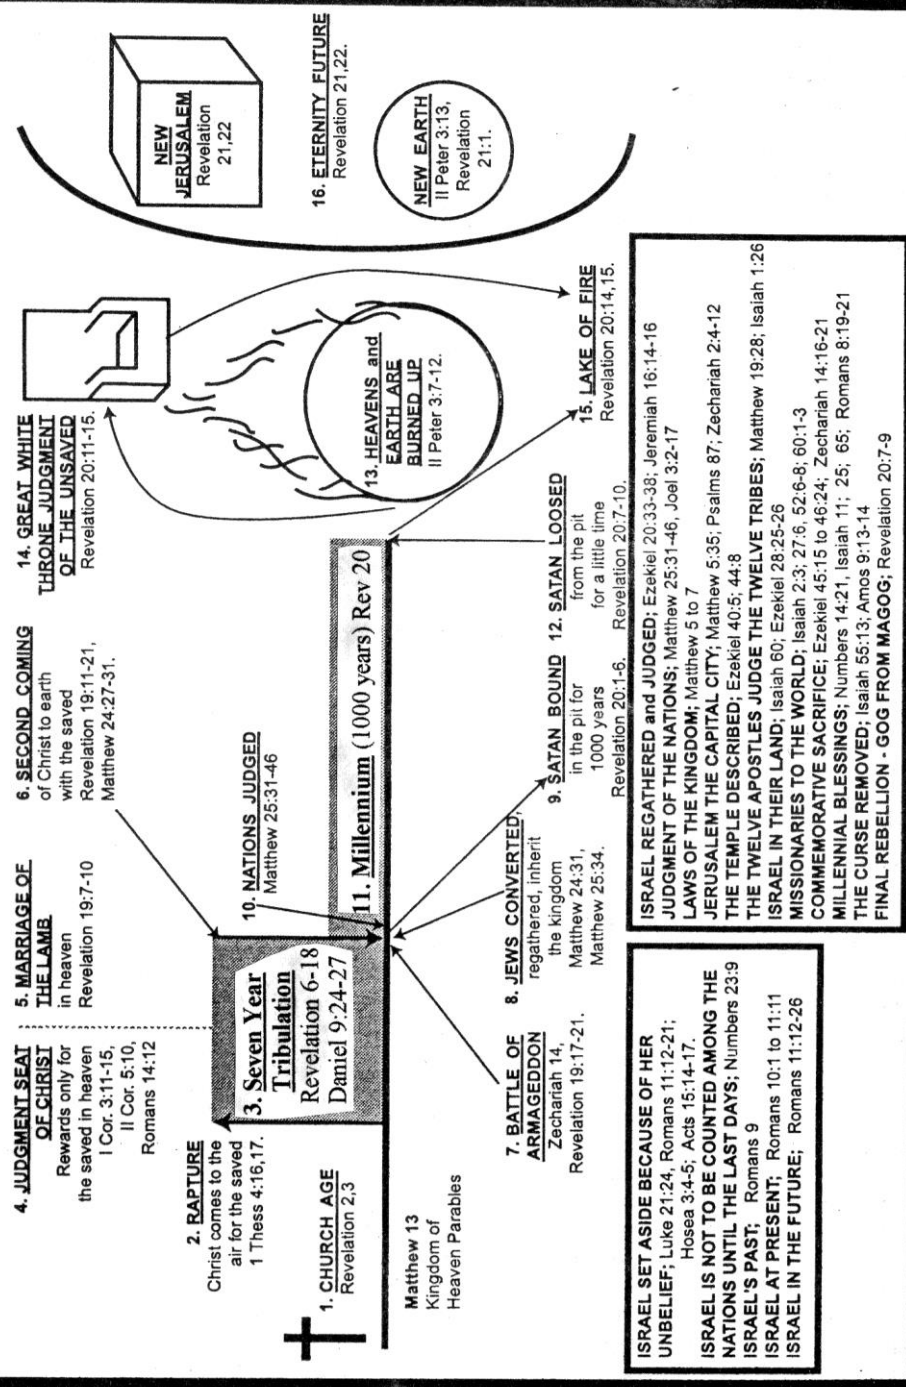 4. JUDGMENT SEAT
OF CHRIST
Rewards only for
the saved in heaven
I Cor. 3:11-15,
II Cor. 5:10,
Romans 14:12
5. MARRIAGE OF
THE LAMB
in heaven
Revelation 19:7-10
6. SECOND COMING
of Christ to earth
with the saved
Revelation 19:11-21,
Matthew 24:27-31.
14. GREAT WHITE
THRONE JUDGMENT
OF THE UNSAVED
Revelation 20:11-15.
NEW
JERUSALEM
Revelation
21,22
2. RAPTURE
Christ comes to the
air for the saved
1 Thess 4:16,17.
3. Seven Year
Tribulation
Revelation 6-18
Daniel 9:24-27
10. NATIONS JUDGED
Matthew 25:31-46
11. Millennium (1000 years) Rev 20
13. HEAVENS and
EARTH ARE
BURNED UP
II Peter 3:7-12.
16. ETERNITY FUTURE
Revelation 21,22.
1. CHURCH AGE
Revelation 2,3
NEW EARTH
II Peter 3:13,
Revelation
21:1.
Matthew 13
Kingdom of
Heaven Parables
7. BATTLE OF
ARMAGEDDON
Zechariah 14,
Revelation 19:17-21.
8. JEWS CONVERTED,
regathered, inherit
the kingdom
Matthew 24:31,
Matthew 25:34.
9. SATAN BOUND
in the pit for
1000 years
Revelation 20:1-6.
12. SATAN LOOSED
from the pit
for a little time
Revelation 20:7-10.
15. LAKE OF FIRE
Revelation 20:14,15.
ISRAEL SET ASIDE BECAUSE OF HER
UNBELIEF; Luke 21:24, Romans 11:12-21;
Hosea 3:4-5; Acts 15:14-17.
ISRAEL IS NOT TO BE COUNTED AMONG THE
NATIONS UNTIL THE LAST DAYS; Numbers 23:9
ISRAEL'S PAST; Romans 9
ISRAEL AT PRESENT; Romans 10:1 to 11:11
ISRAEL IN THE FUTURE; Romans 11:12-26
ISRAEL REGATHERED and JUDGED; Ezekiel 20:33-38; Jeremiah 16:14-16
JUDGMENT OF THE NATIONS; Matthew 25:31-46, Joel 3:2-17
LAWS OF THE KINGDOM; Matthew 5 to 7
JERUSALEM THE CAPITAL CITY; Matthew 5:35; Psalms 87; Zechariah 2:4-12
THE TEMPLE DESCRIBED; Ezekiel 40:5; 44:8
THE TWELVE APOSTLES JUDGE THE TWELVE TRIBES; Matthew 19:28; Isaiah 1:26
ISRAEL IN THEIR LAND; Isaiah 60; Ezekiel 28:25-26
MISSIONARIES TO THE WORLD; Isaiah 2:3; 27:6, 52:6-8; 60:1-3
COMMEMORATIVE SACRIFICE; Ezekiel 45:15 to 46:24; Zechariah 14:16-21
MILLENNIAL BLESSINGS; Numbers 14:21, Isaiah 11; 25; 65; Romans 8:19-21
THE CURSE REMOVED; Isaiah 55:13; Amos 9:13-14
FINAL REBELLION - GOG FROM MAGOG; Revelation 20:7-9